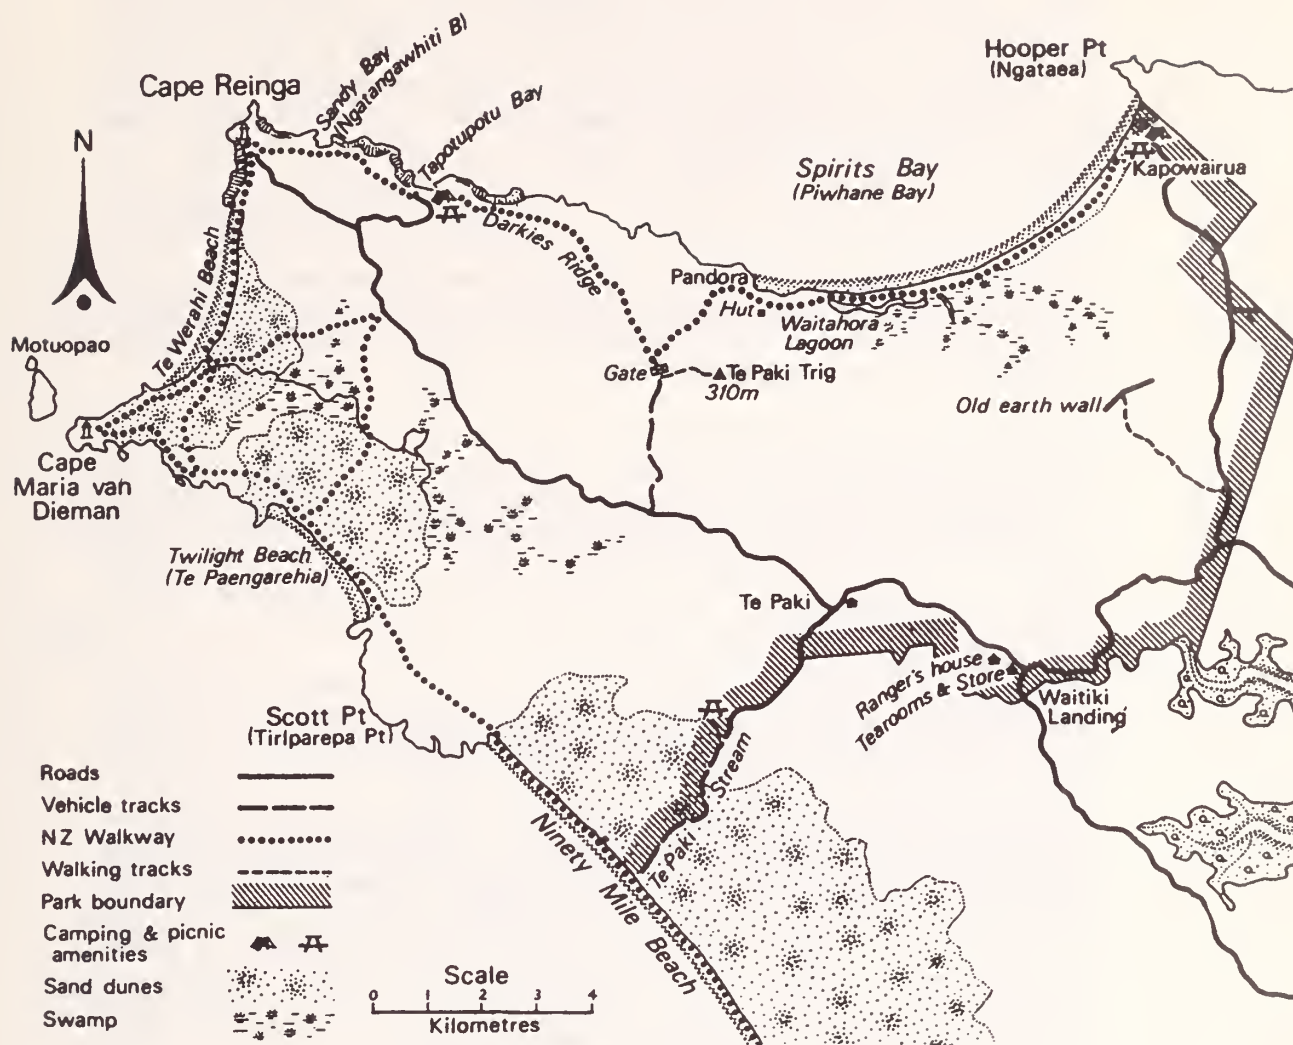 Hooper Pt
(Ngataea)
Cape Reinga
Sandy Bay
(Ngatangawhiti B)
Tapotupotu Bay
N
Spirits Bay
(Piwhane Bay)
Kapowairua
Darkies Ridge
Te Werahi Beach
Pandora
Hut
Waitahora
Lagoon
Motuopao
Gate
Te Paki Trig
310m
Old earth wall
Cape
Maria van
Dieman
Twilight Beach
(Te Paengarehia)
Te Paki
Ranger's house
Tearooms & Store
Waitiki
Landing
Scott Pt
(Tirlparepa Pt)
Te Paki Stream
Ninety Mile Beach
Roads
Vehicle tracks
NZ Walkway
Walking tracks
Park boundary
Camping & picnic
amenities
Sand dunes
Swamp
Scale
0 1 2 3 4
Kilometres